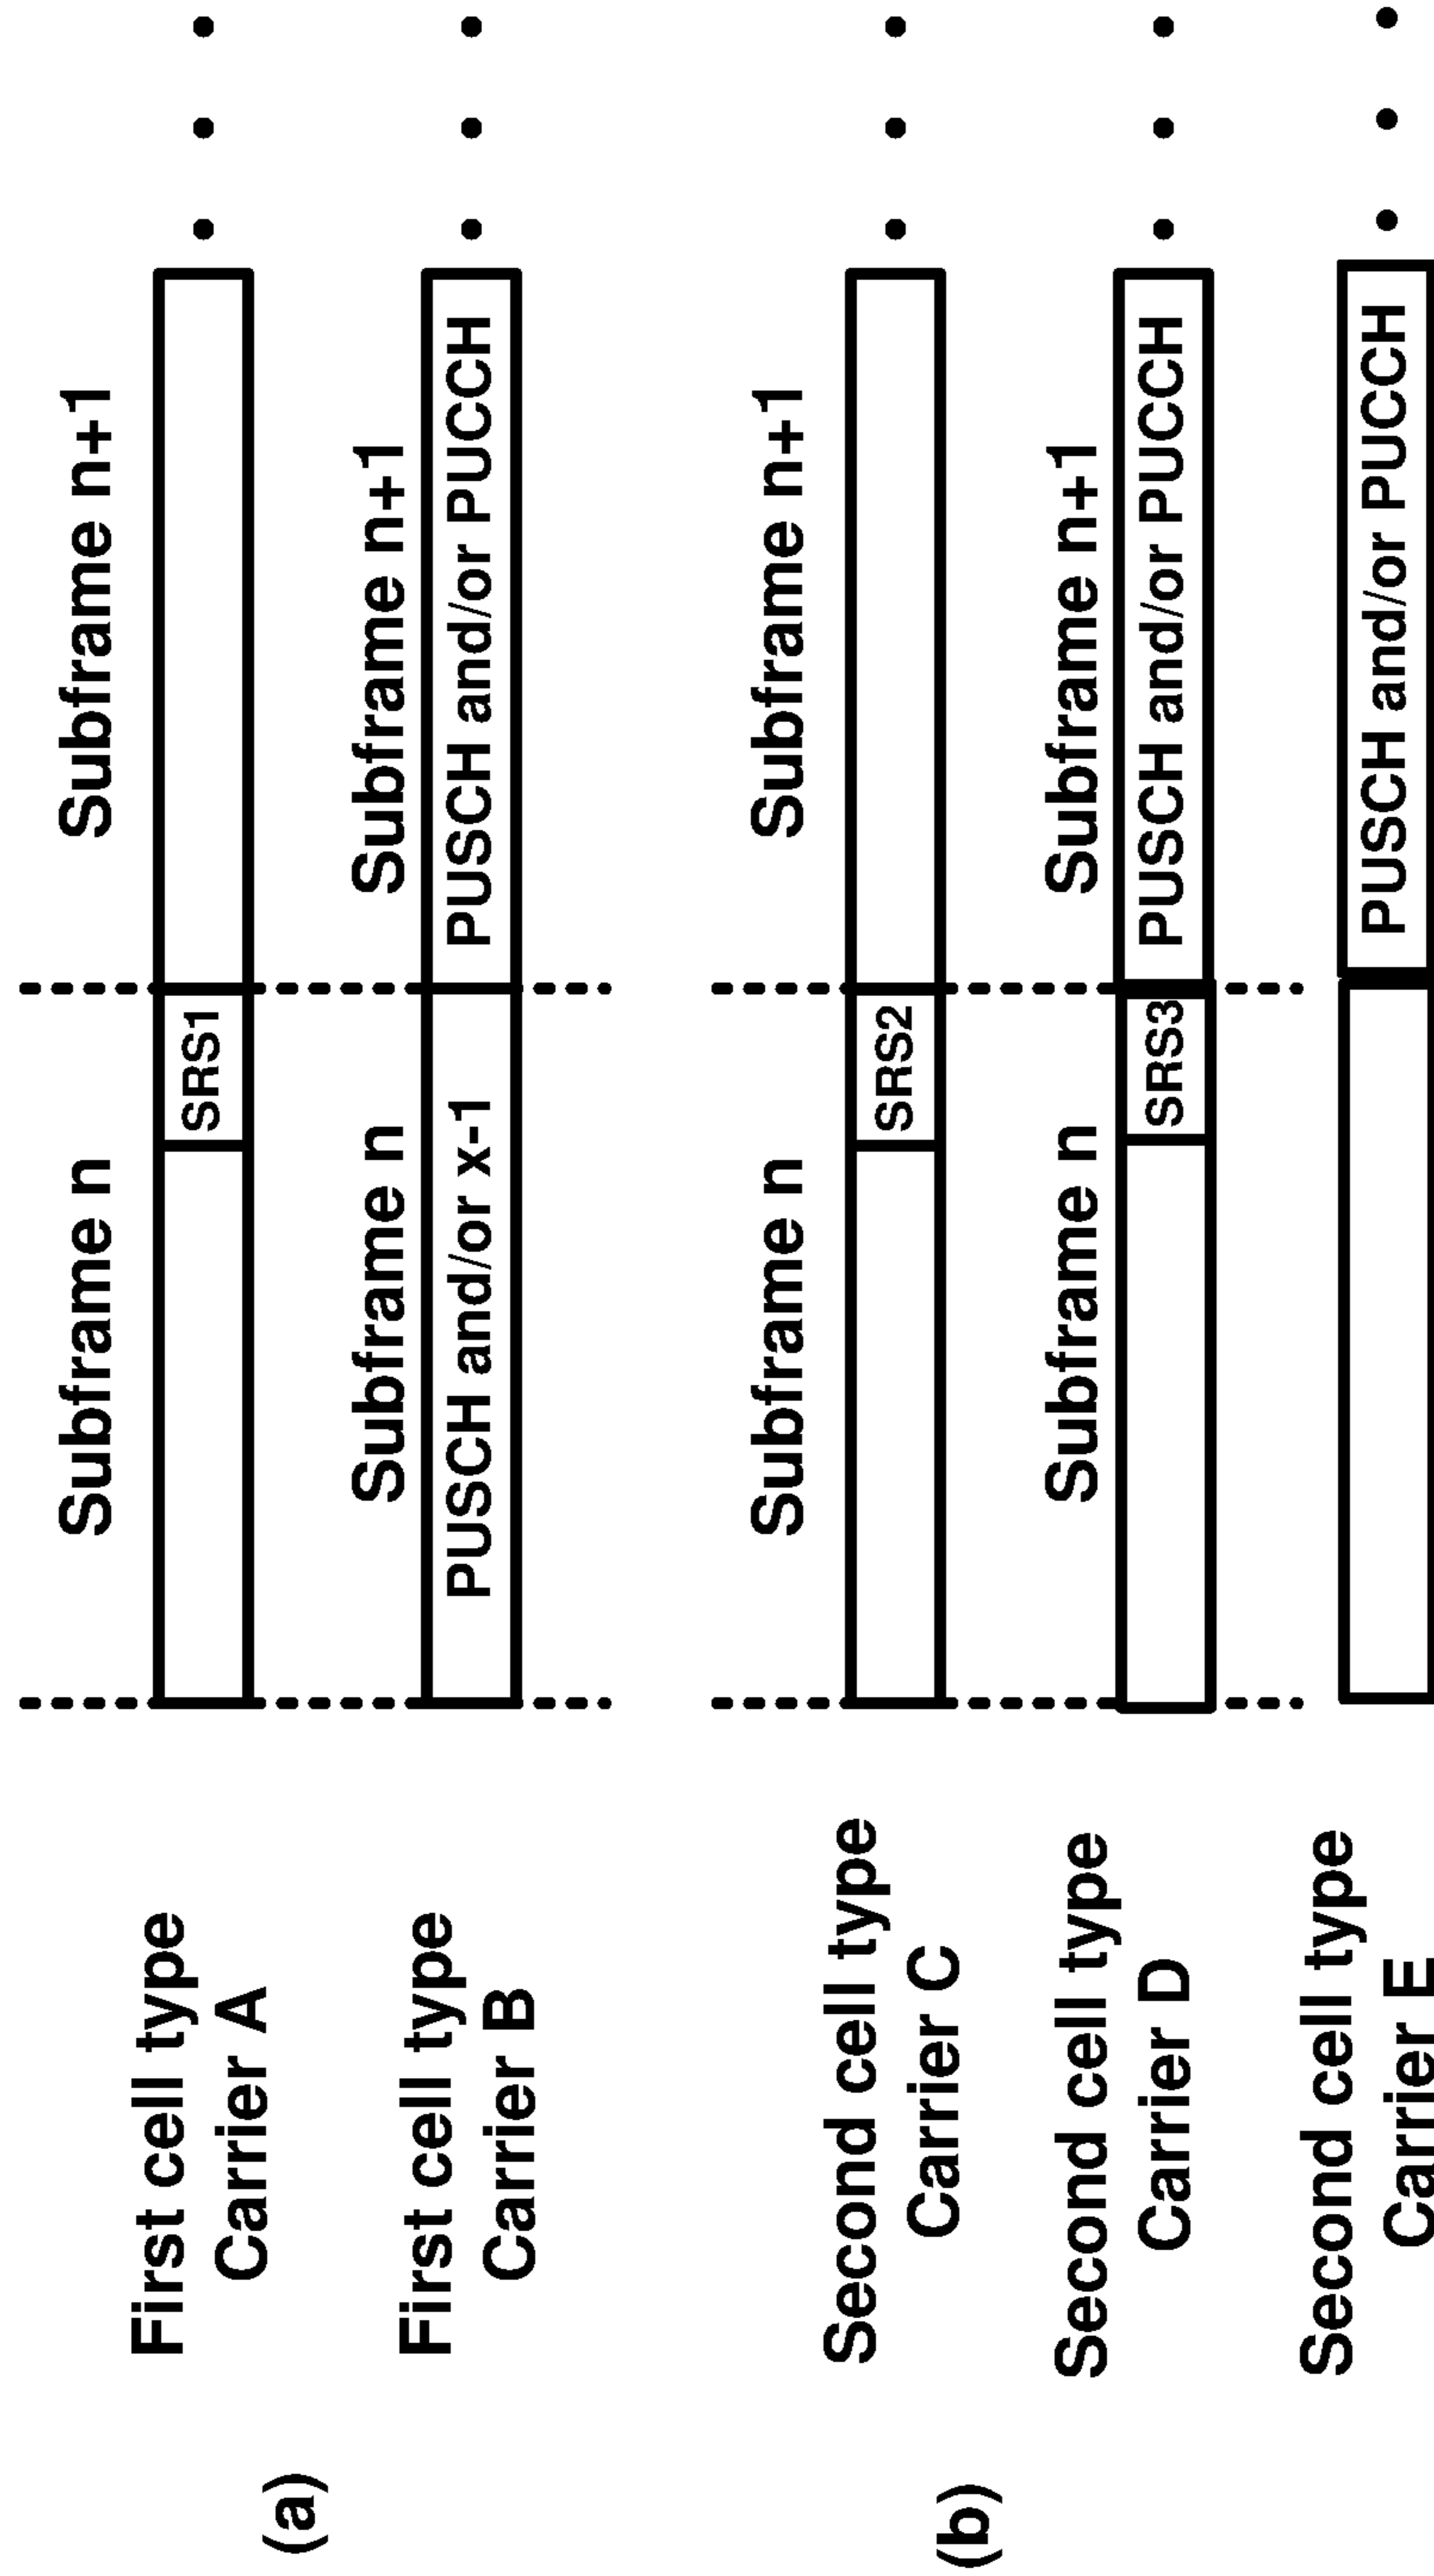 Subframe n
Subframe n+1
First cell type
Carrier A
SRS1
Subframe n
Subframe n+1
First cell type
Carrier B
PUSCH and/or x-1
PUSCH and/or PUCCH
(a)
Subframe n
Subframe n+1
Second cell type
Carrier C
SRS2
Subframe n
Subframe n+1
Second cell type
Carrier D
SRS3
PUSCH and/or PUCCH
(b)
Second cell type
Carrier E
PUSCH and/or PUCCH